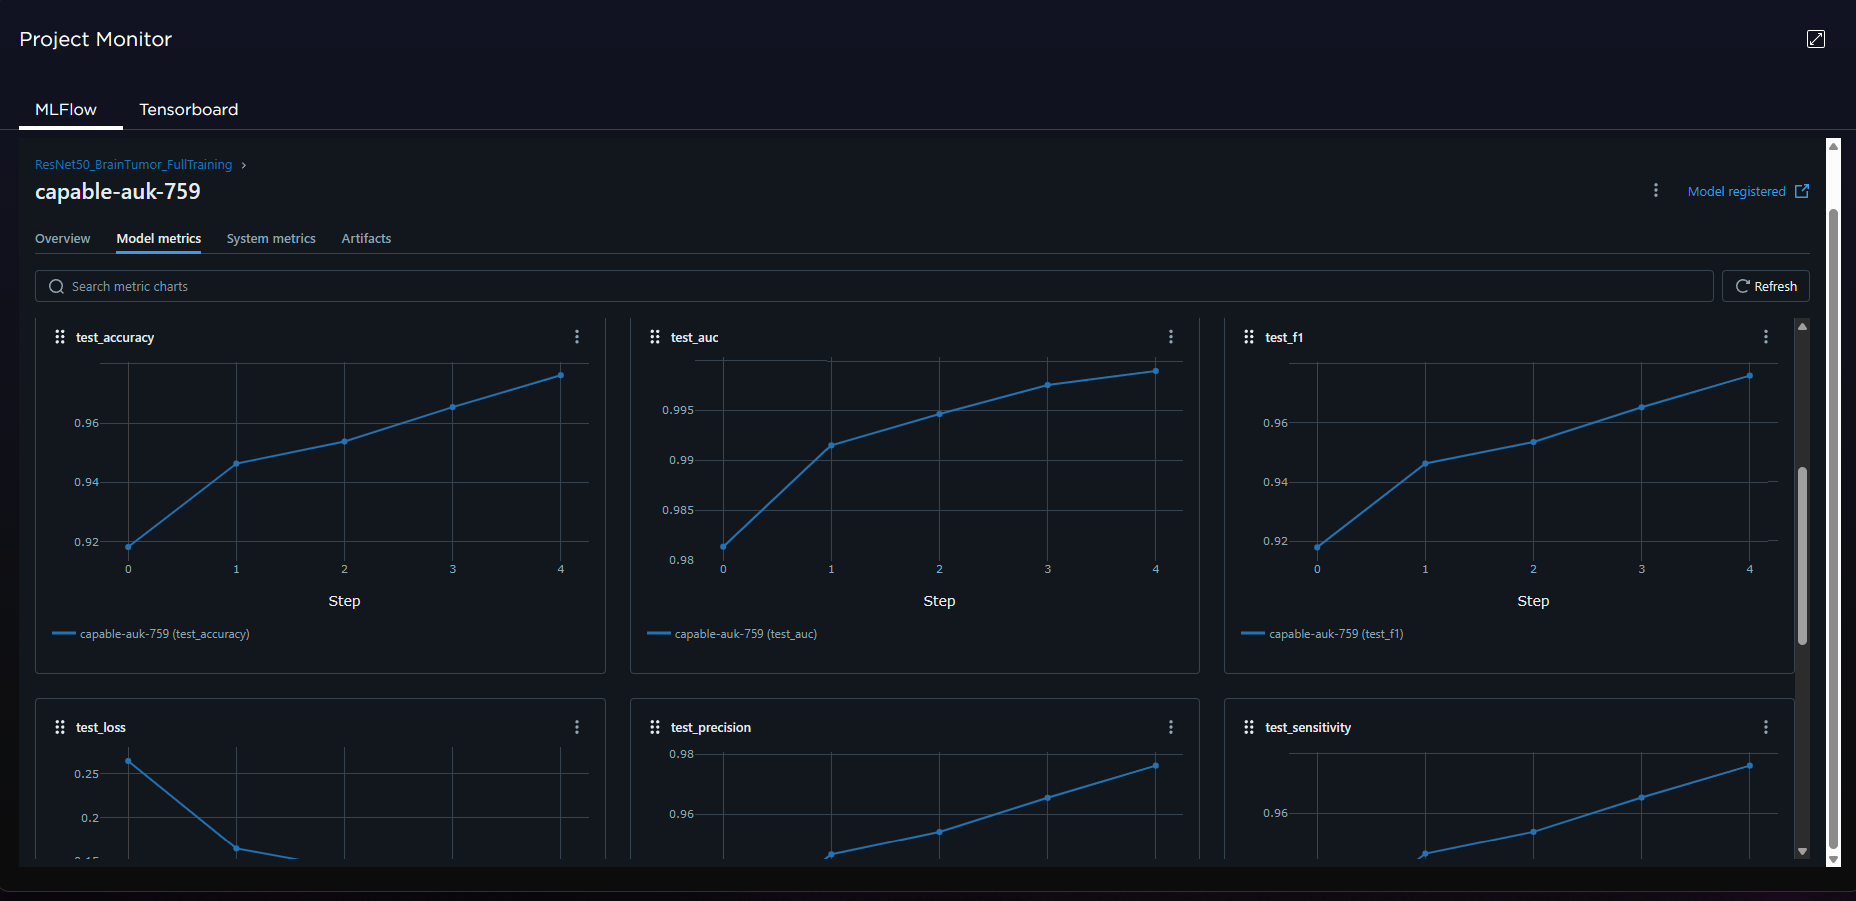 Project Monitor
MLFlow Tensorboard
ResNet50_BrainTumor_FullTraining ›
capable-auk-759
Model registered
Overview Model metrics System metrics Artifacts
Search metric charts
Refresh
test_accuracy
0.96
0.94
0.92
0 1 2 3 4
Step
capable-auk-759 (test_accuracy)
test_auc
0.995
0.99
0.985
0.98
0 1 2 3 4
Step
capable-auk-759 (test_auc)
test_f1
0.96
0.94
0.92
0 1 2 3 4
Step
capable-auk-759 (test_f1)
test_loss
0.25
0.2
test_precision
0.98
0.96
test_sensitivity
0.96